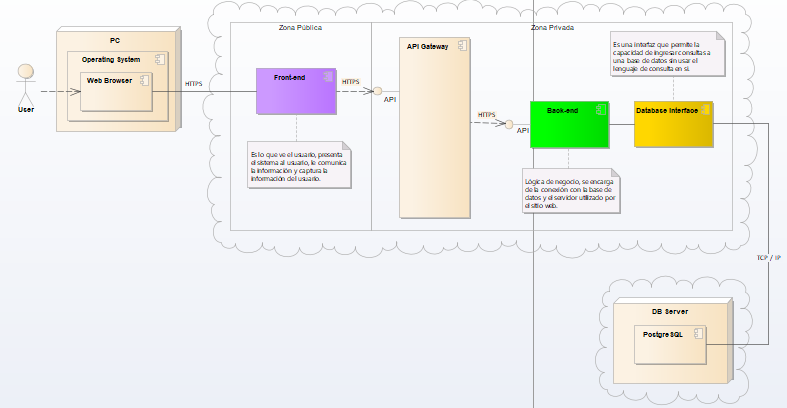 Zona Pública
Zona Privada
PC
Operating System
Web Browser
User
HTTPS
Front-end
HTTPS
API
API Gateway
HTTPS
API
Back-end
Database Interface
Es una interfaz que permite la
capacidad de ingresar consultas a
una base de datos sin usar el
lenguaje de consulta en si.
Es lo que ve el usuario, presenta
el sistema al usuario, le comunica
la información y captura la
información del usuario.
Lógica de negocio, se encarga
de la conexión con la base de
datos y el servidor utilizado por
el sitio web.
TCP / IP
DB Server
PostgreSQL